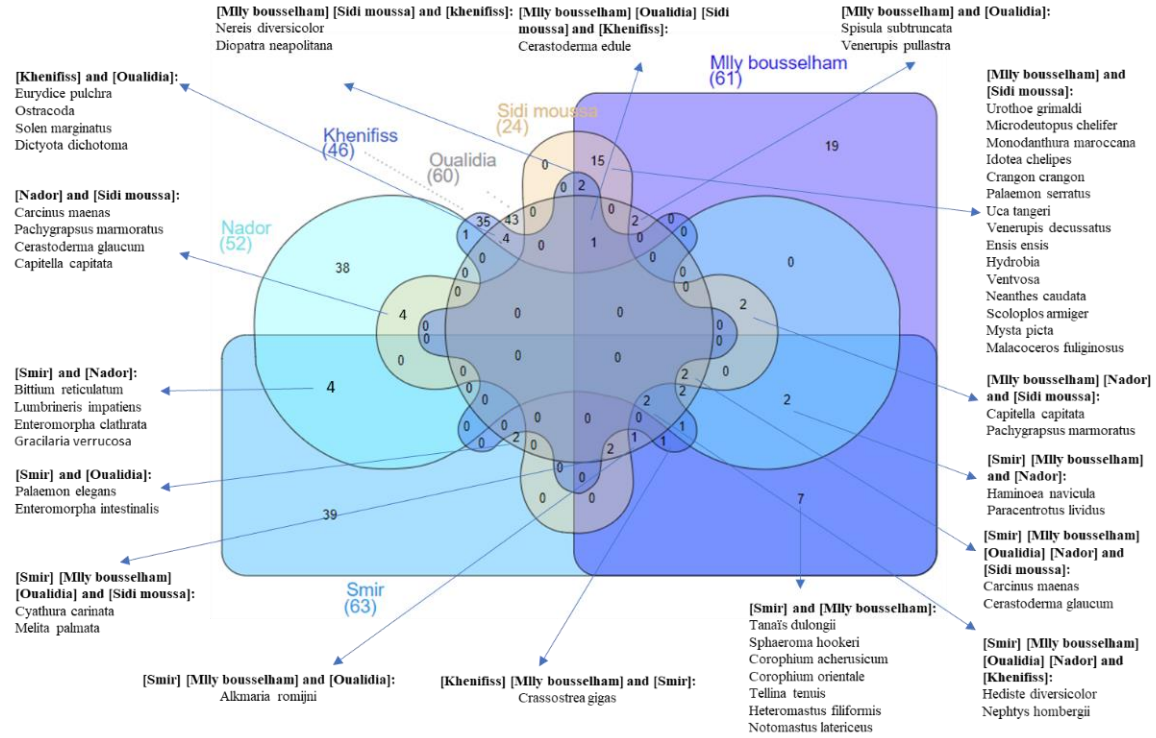 [Mlly bousselham] [Sidi moussa] and [khenifiss]:
Nereis diversicolor
Diopatra neapolitana
[Mlly bousselham] [Oualidia] [Sidi
moussa] and [Khenifiss]:
Cerastoderma edule
[Mlly bousselham] and [Oualidia]:
Spisula subtruncata
Venerupis pullastra
[Khenifiss] and [Oualidia]:
Eurydice pulchra
Ostracoda
Solen marginatus
Dictyota dichotoma
[Nador] and [Sidi moussa]:
Carcinus maenas
Pachygrapsus marmoratus
Cerastoderma glaucum
Capitella capitata
[Smir] and [Nador]:
Bittium reticulatum
Lumbrineris impatiens
Enteromorpha clathrata
Gracilaria verrucosa
[Smir] and [Oualidia]:
Palaemon elegans
Enteromorpha intestinalis
[Smir] [Mlly bousselham]
[Oualidia] and [Sidi moussa]:
Cyathura carinata
Melita palmata
Mlly bousselham
(61)
Sidi moussa
(24)
Khenifiss
(46)
Oualidia
(60)
Nador
(52)
Smir
(63)
0 15 19
0 2
35 43 0 0 2 0
1 4 0 1 0 0
0 0
38 0 0 0
0 0
4 0 0 2
0 0
0 0
0 0 0 0
0 2
4 0 2 2
0 2
0 0 0 0 0 1
0 2 0 2 1 1
0 0
39 0 0 7
[Mlly bousselham] and
[Sidi moussa]:
Urothoe grimaldi
Microdeutopus chelifer
Monodanthura maroccana
Idotea chelipes
Crangon crangon
Palaemon serratus
Uca tangeri
Venerupis decussatus
Ensis ensis
Hydrobia
Ventvosa
Neanthes caudata
Scoloplos armiger
Mysta picta
Malacoceros fuliginosus
[Mlly bousselham] [Nador]
and [Sidi moussa]:
Capitella capitata
Pachygrapsus marmoratus
[Smir] [Mlly bousselham]
and [Nador]:
Haminoea navicula
Paracentrotus lividus
[Smir] [Mlly bousselham]
[Oualidia] [Nador] and
[Sidi moussa]:
Carcinus maenas
Cerastoderma glaucum
[Smir] [Mlly bousselham]
[Oualidia] [Nador] and
[Khenifiss]:
Hediste diversicolor
Nephtys hombergii
[Smir] and [Mlly bousselham]:
Tanaïs dulongii
Sphaeroma hookeri
Corophium acherusicum
Corophium orientale
Tellina tenuis
Heteromastus filiformis
Notomastus latericeus
[Smir] [Mlly bousselham] and [Oualidia]:
Alkmaria romijni
[Khenifiss] [Mlly bousselham] and [Smir]:
Crassostrea gigas